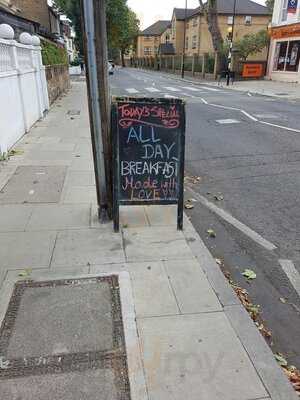 Today's
Special
ALL
DAY
BREAKFAST
Made with
LOVE